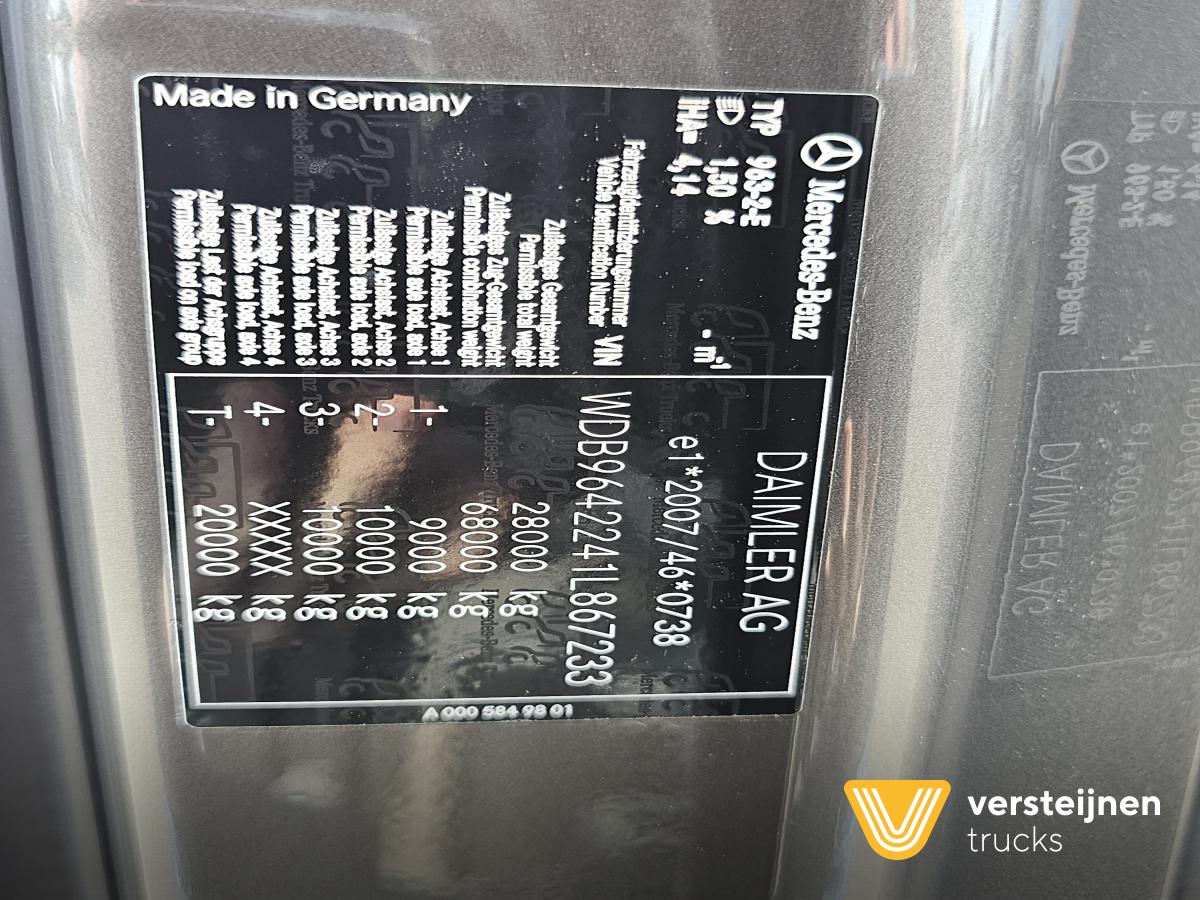 Mercedes-Benz
DAIMLER AG
TYP 963-2-E
1,50 %
IHA= 4,14
- m-1
e1*2007/46*0738
Fahrzeugidentifizierungsnummer
Vehicle Identification Number VIN
WDB9642241L867233
Zulässiges Gesamtgewicht
Permissible total weight
28000 kg
Zulässiges Zug-Gesamtgewicht
Permissible combination weight
68000 kg
Zulässige Achslast, Achse 1
Permissible axle load, axle 1
1- 9000 kg
Zulässige Achslast, Achse 2
Permissible axle load, axle 2
2- 10000 kg
Zulässige Achslast, Achse 3
Permissible axle load, axle 3
3- 10000 kg
Zulässige Achslast, Achse 4
Permissible axle load, axle 4
4- XXXXX kg
Zulässige Last der Achsgruppe
Permissible load on axle group
T- 20000 kg
Made in Germany
A 000 584 98 01
versteijnen
trucks